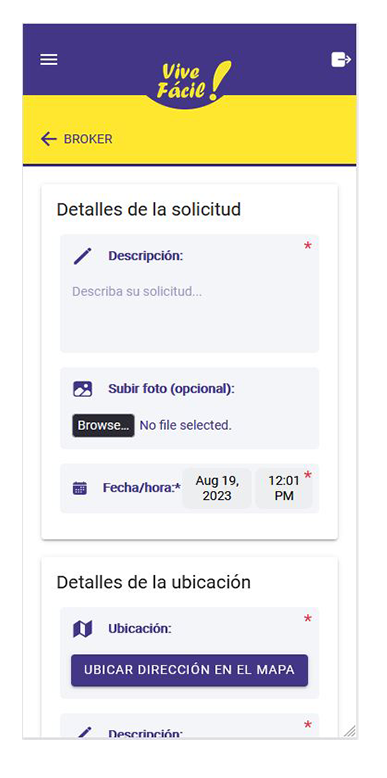 Vive
Fácil!
BROKER
Detalles de la solicitud
Descripción: *
Describa su solicitud...
Subir foto (opcional):
Browse... No file selected.
Fecha/hora:* Aug 19, 2023 12:01 PM *
Detalles de la ubicación
Ubicación: *
UBICAR DIRECCIÓN EN EL MAPA
Descripción: *